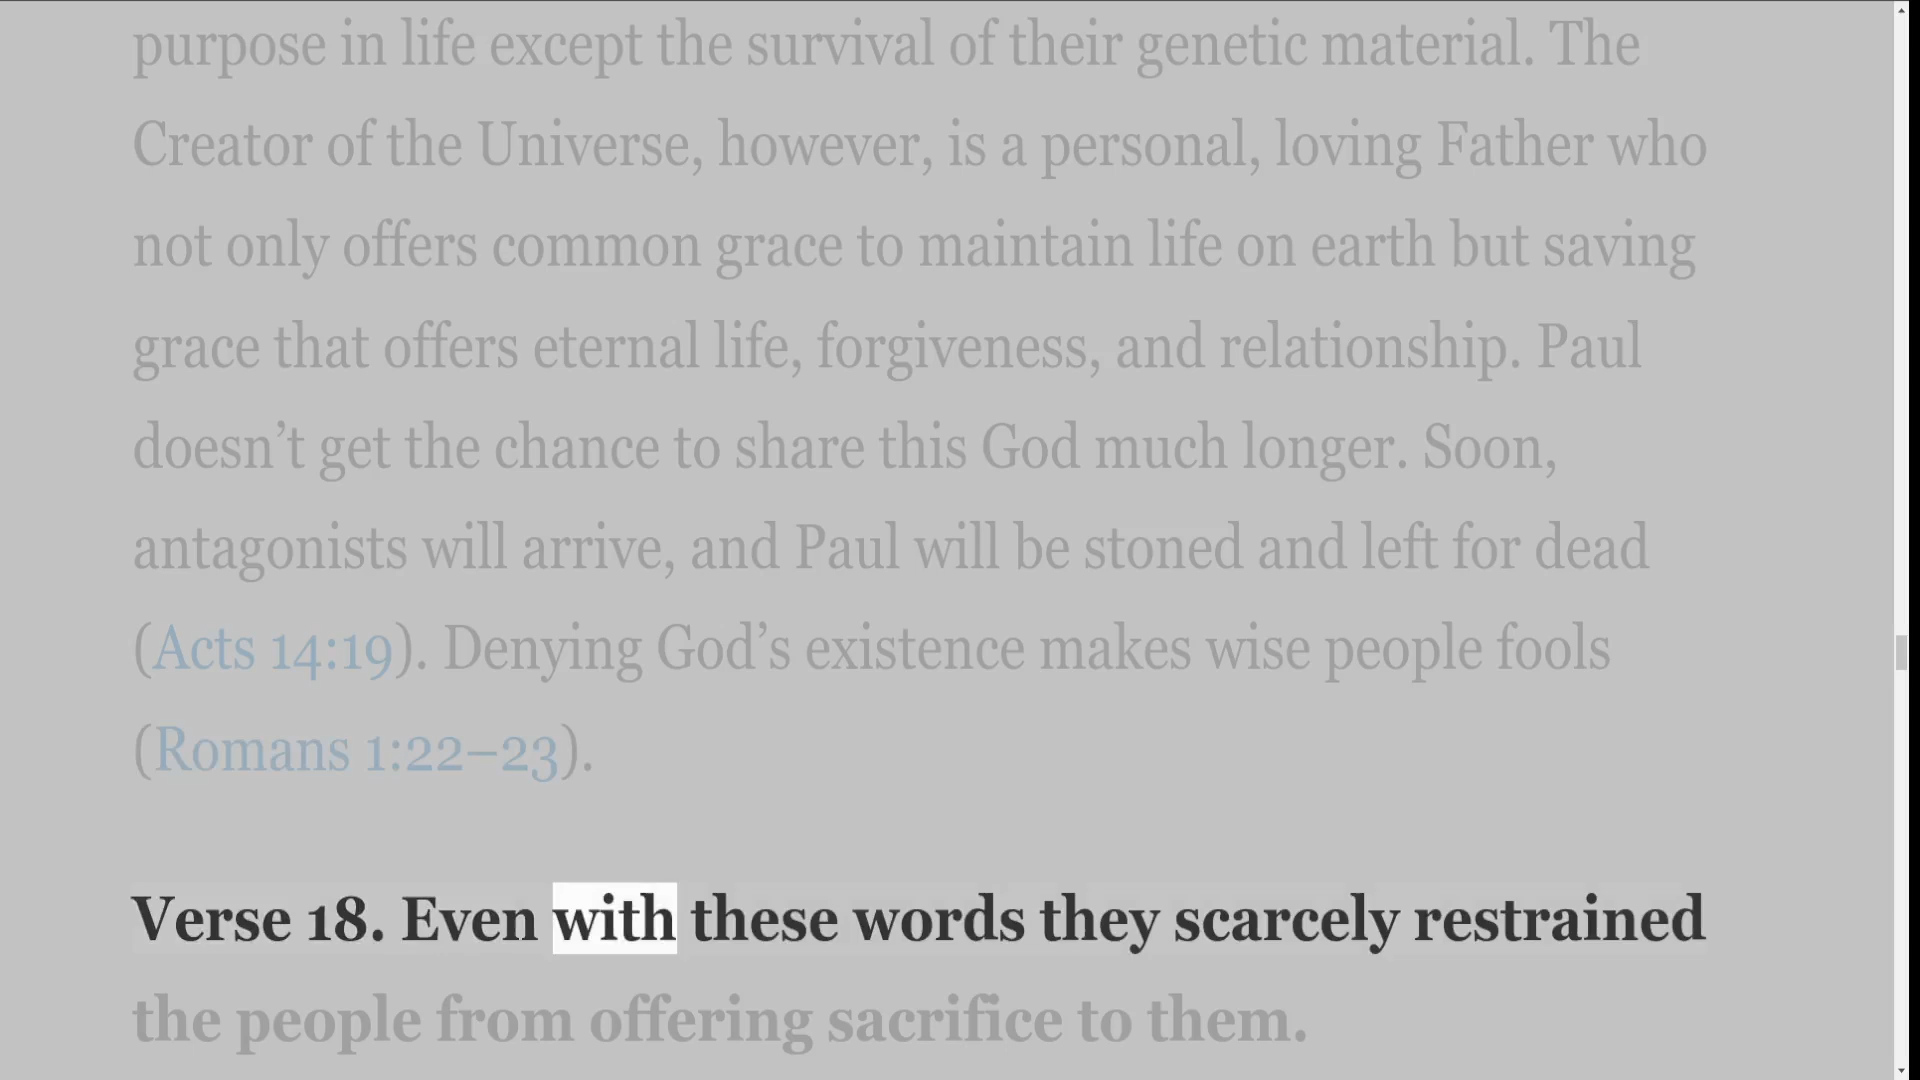 purpose in life except the survival of their genetic material. The
Creator of the Universe, however, is a personal, loving Father who
not only offers common grace to maintain life on earth but saving
grace that offers eternal life, forgiveness, and relationship. Paul
doesn’t get the chance to share this God much longer. Soon,
antagonists will arrive, and Paul will be stoned and left for dead
(Acts 14:19). Denying God’s existence makes wise people fools
(Romans 1:22–23).
Verse 18. Even with these words they scarcely restrained
the people from offering sacrifice to them.